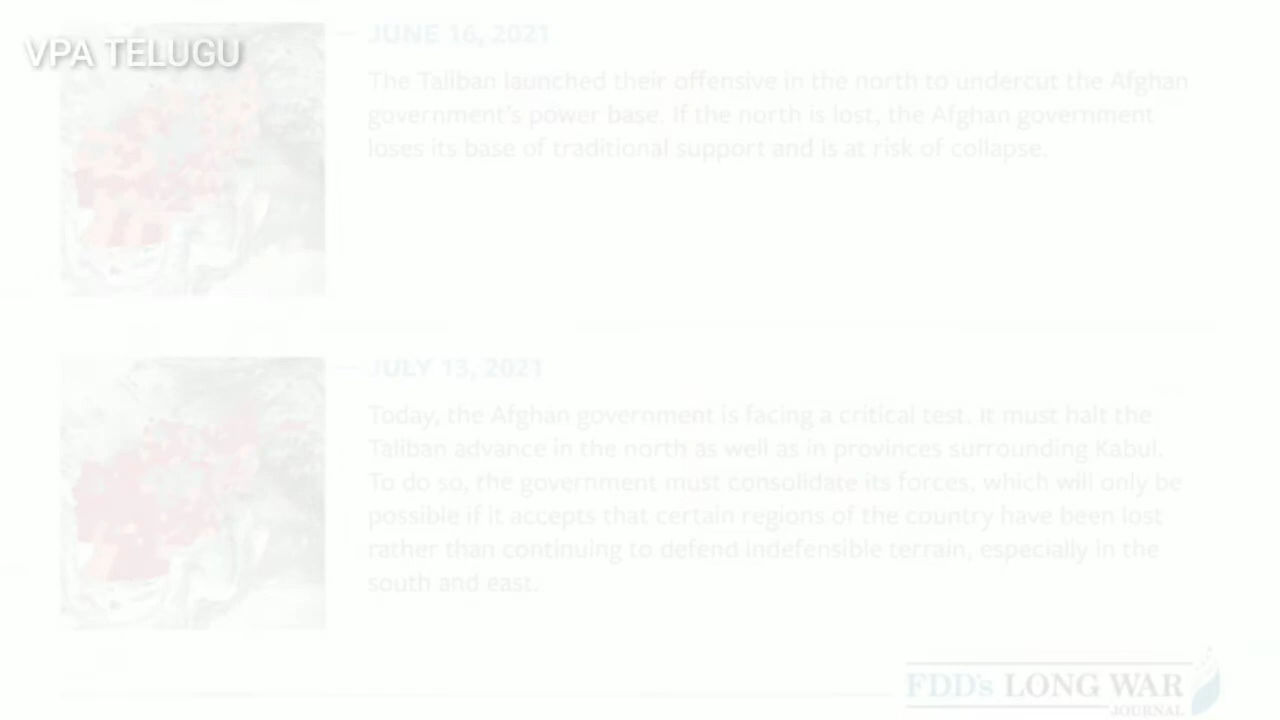 VPA TELUGU
JUNE 16, 2021
The Taliban launched their offensive in the north to undercut the Afghan
government's power base. If the north is lost, the Afghan government
loses its base of traditional support and is at risk of collapse.
JULY 13, 2021
Today, the Afghan government is facing a critical test. It must halt the
Taliban advance in the north as well as in provinces surrounding Kabul.
To do so, the government must consolidate its forces, which will only be
possible if it accepts that certain regions of the country have been lost
rather than continuing to defend indefensible terrain, especially in the
south and east.
FDD's LONG WAR
JOURNAL